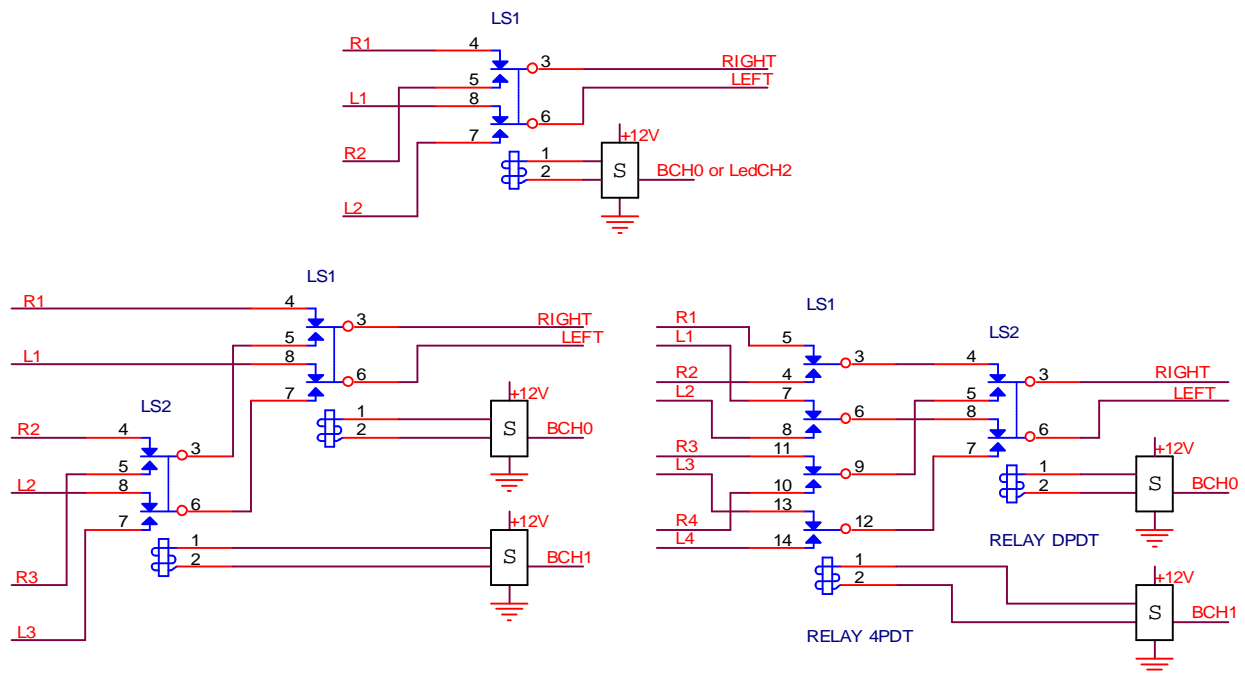 LS1
R1 4
3 RIGHT
LEFT
5
L1 8
6
7
+12V
R2 1
2 S BCH0 or LedCH2
L2
LS1
R1 4
3 RIGHT
5 LEFT
L1 8
6
7 +12V
LS2
1
R2 4 2 S BCH0
3
5
L2 8
6
7 +12V
1
2 S BCH1
R3
L3
LS1
R1 5 LS2
L1 3 4
R2 4 3 RIGHT
L2 7 5 LEFT
6 8
8 6
R3 11 7 +12V
L3 9 1
10 2 S BCH0
13
R4 12
L4 14 RELAY DPDT
1 +12V
2
S BCH1
RELAY 4PDT